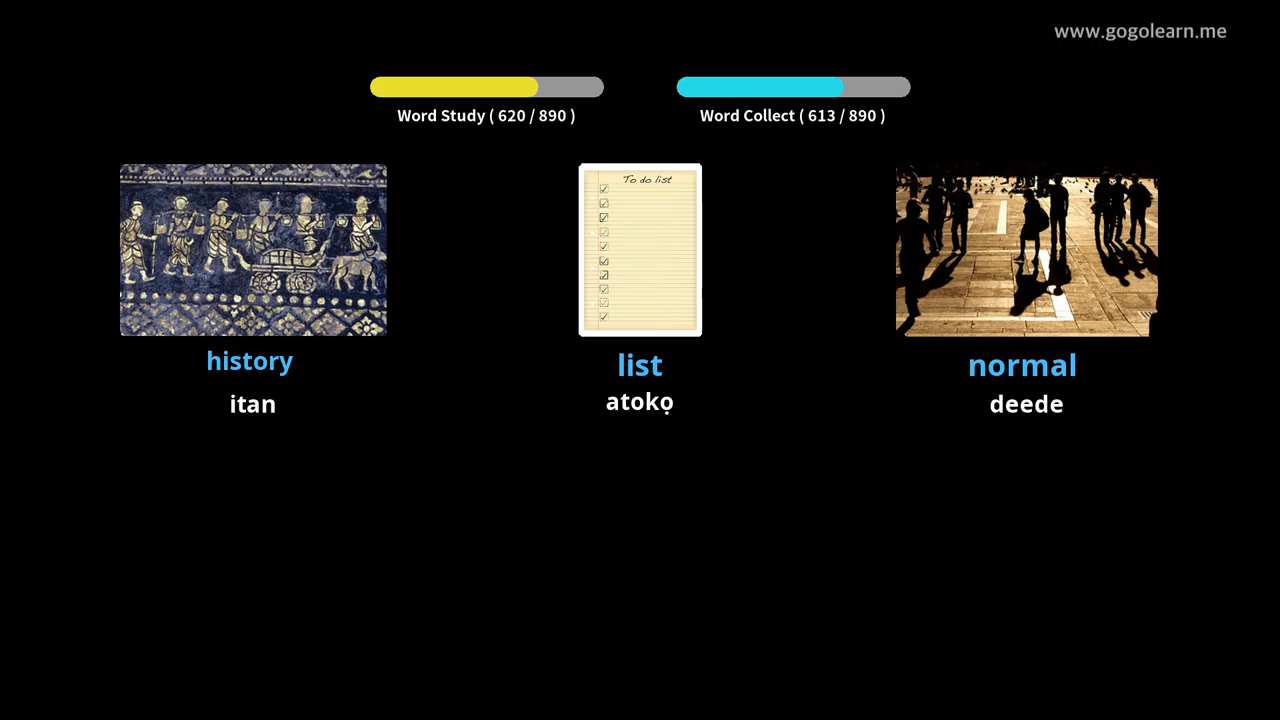 www.gogolearn.me
Word Study ( 620 / 890 )
Word Collect ( 613 / 890 )
To do list
history
list
normal
itan
atokọ
deede